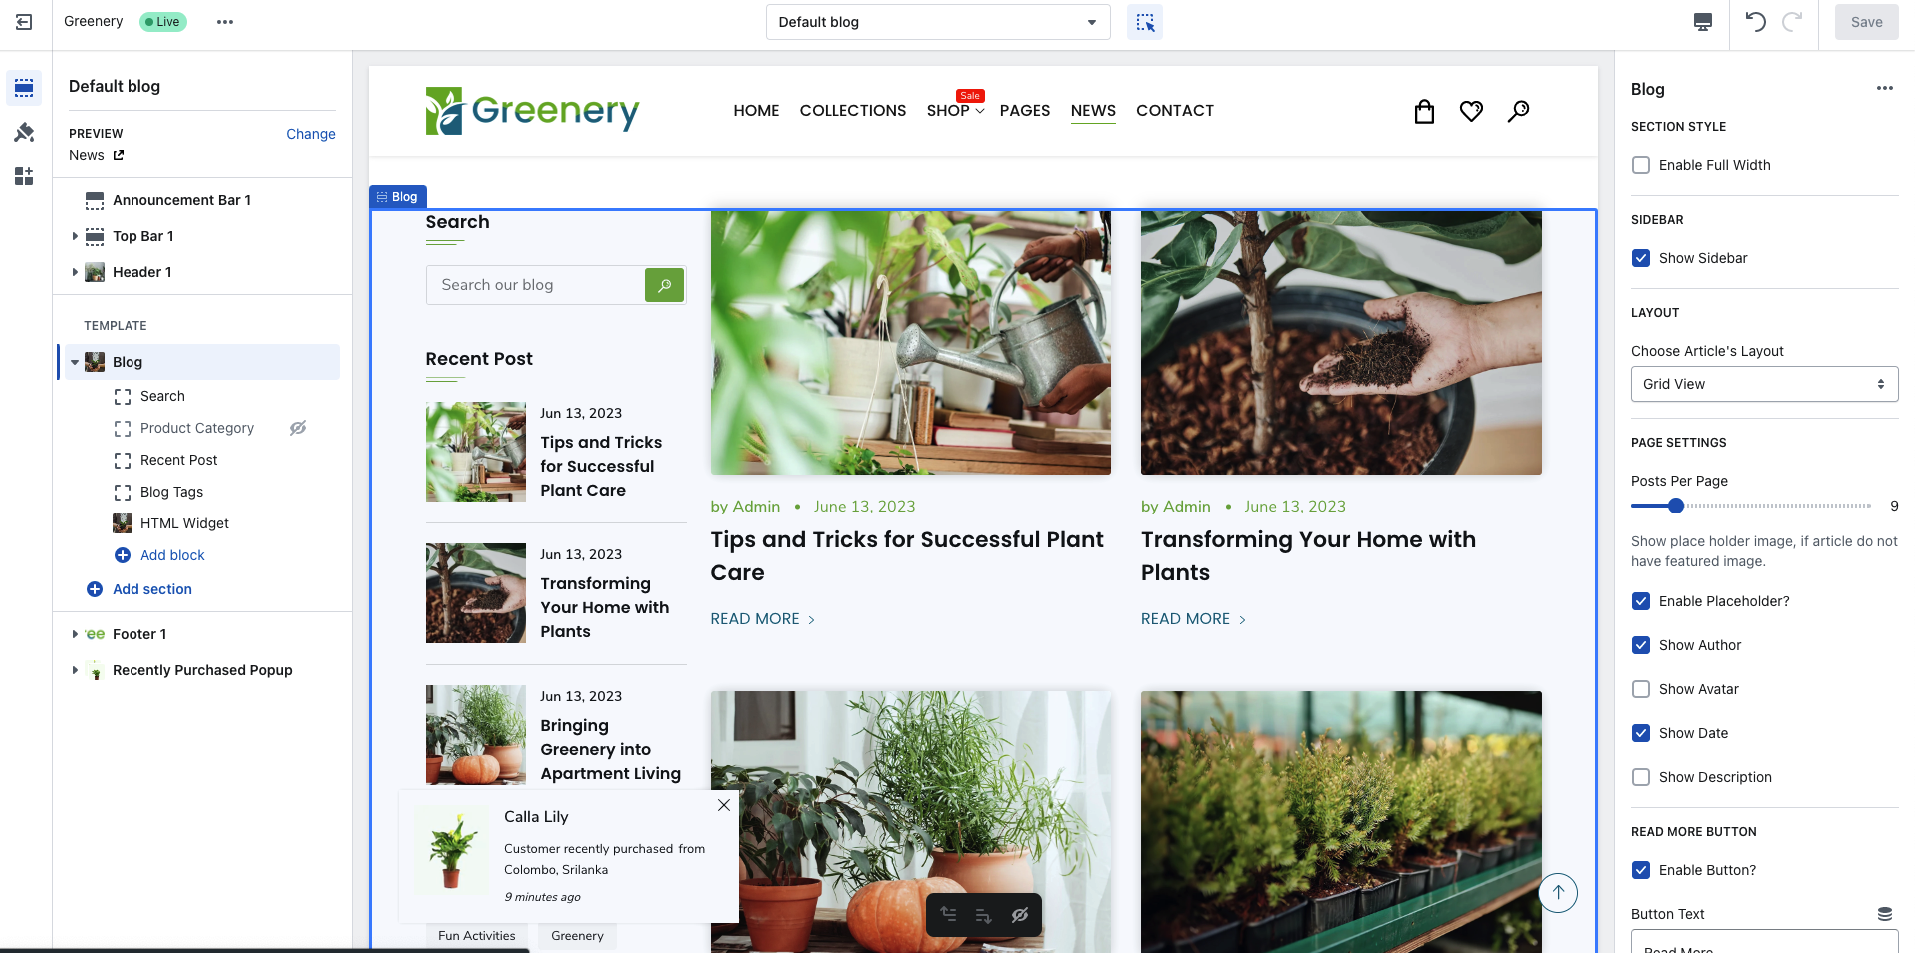 Greenery
Live
Default blog
Save
Default blog
PREVIEW
Change
News
Announcement Bar 1
Top Bar 1
Header 1
TEMPLATE
Blog
Search
Product Category
Recent Post
Blog Tags
HTML Widget
Add block
Add section
ee
Footer 1
Recently Purchased Popup
Greenery
HOME
COLLECTIONS
SHOP
Sale
PAGES
NEWS
CONTACT
Blog
Search
Search our blog
Recent Post
Jun 13, 2023
Tips and Tricks
for Successful
Plant Care
Jun 13, 2023
Transforming
Your Home with
Plants
Jun 13, 2023
Bringing
Greenery into
Apartment Living
Calla Lily
Customer recently purchased from
Colombo, Srilanka
9 minutes ago
Fun Activities
Greenery
by Admin • June 13, 2023
Tips and Tricks for Successful Plant
Care
READ MORE
by Admin • June 13, 2023
Transforming Your Home with
Plants
READ MORE
Blog
SECTION STYLE
Enable Full Width
SIDEBAR
Show Sidebar
LAYOUT
Choose Article's Layout
Grid View
PAGE SETTINGS
Posts Per Page
9
Show place holder image, if article do not
have featured image.
Enable Placeholder?
Show Author
Show Avatar
Show Date
Show Description
READ MORE BUTTON
Enable Button?
Button Text
Read More